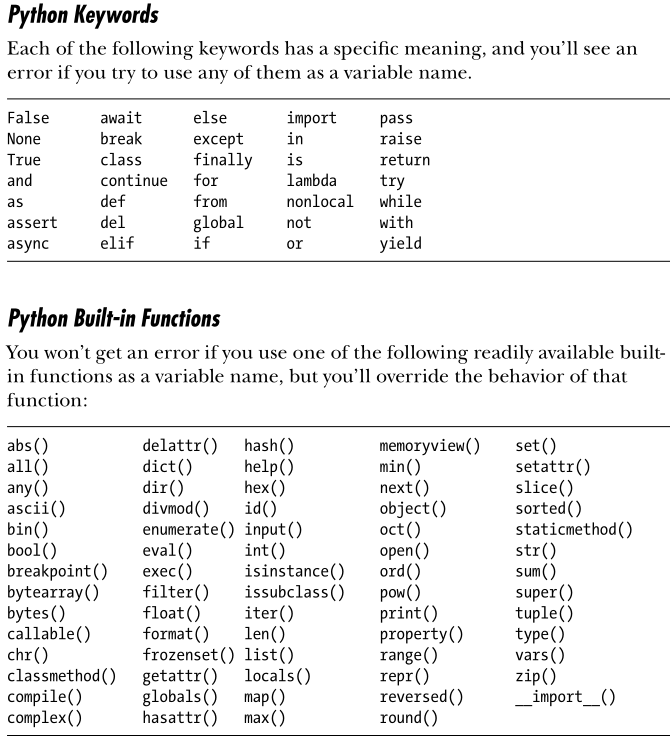 Python Keywords
Each of the following keywords has a specific meaning, and you’ll see an
error if you try to use any of them as a variable name.
False await else import pass
None break except in raise
True class finally is return
and continue for lambda try
as def from nonlocal while
assert del global not with
async elif if or yield
Python Built-in Functions
You won’t get an error if you use one of the following readily available built-
in functions as a variable name, but you’ll override the behavior of that
function:
abs() delattr() hash() memoryview() set()
all() dict() help() min() setattr()
any() dir() hex() next() slice()
ascii() divmod() id() object() sorted()
bin() enumerate() input() oct() staticmethod()
bool() eval() int() open() str()
breakpoint() exec() isinstance() ord() sum()
bytearray() filter() issubclass() pow() super()
bytes() float() iter() print() tuple()
callable() format() len() property() type()
chr() frozenset() list() range() vars()
classmethod() getattr() locals() repr() zip()
compile() globals() map() reversed() __import__()
complex() hasattr() max() round()